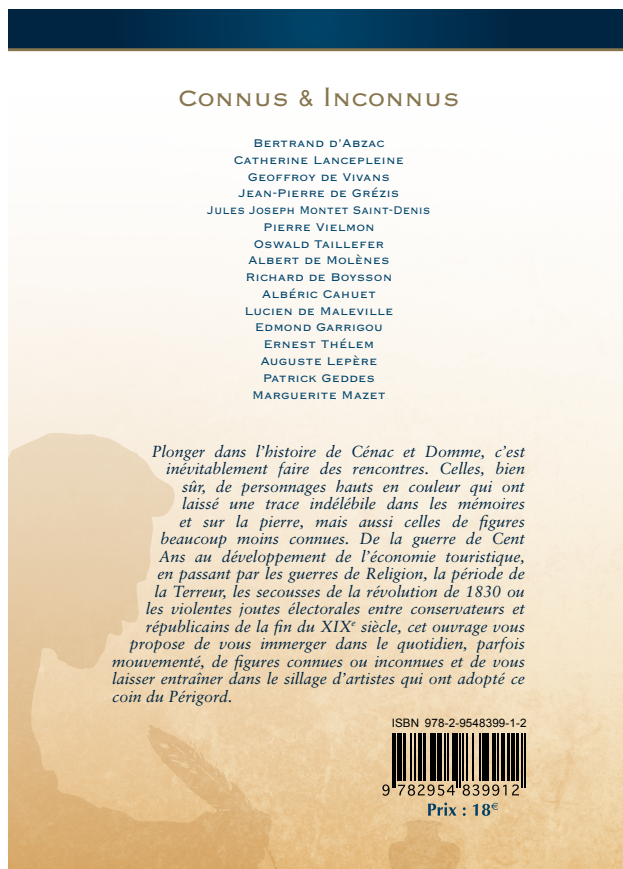 Connus & Inconnus
Bertrand d'Abzac
Catherine Lancepleine
Geoffroy de Vivans
Jean-Pierre de Grézis
Jules Joseph Montet Saint-Denis
Pierre Vielmon
Oswald Taillefer
Albert de Molènes
Richard de Boysson
Albéric Cahuet
Lucien de Maleville
Edmond Garrigou
Ernest Thélem
Auguste Lepère
Patrick Geddes
Marguerite Mazet
Plonger dans l'histoire de Cénac et Domme, c'est
inévitablement faire des rencontres. Celles, bien
sûr, de personnages hauts en couleur qui ont
laissé une trace indélébile dans les mémoires
et sur la pierre, mais aussi celles de figures
beaucoup moins connues. De la guerre de Cent
Ans au développement de l'économie touristique,
en passant par les guerres de Religion, la période de
la Terreur, les secousses de la révolution de 1830 ou
les violentes joutes électorales entre conservateurs et
républicains de la fin du XIXe siècle, cet ouvrage vous
propose de vous immerger dans le quotidien, parfois
mouvementé, de figures connues ou inconnues et de vous
laisser entraîner dans le sillage d'artistes qui ont adopté ce
coin du Périgord.
ISBN 978-2-9548399-1-2
9 782954 839912
Prix : 18€